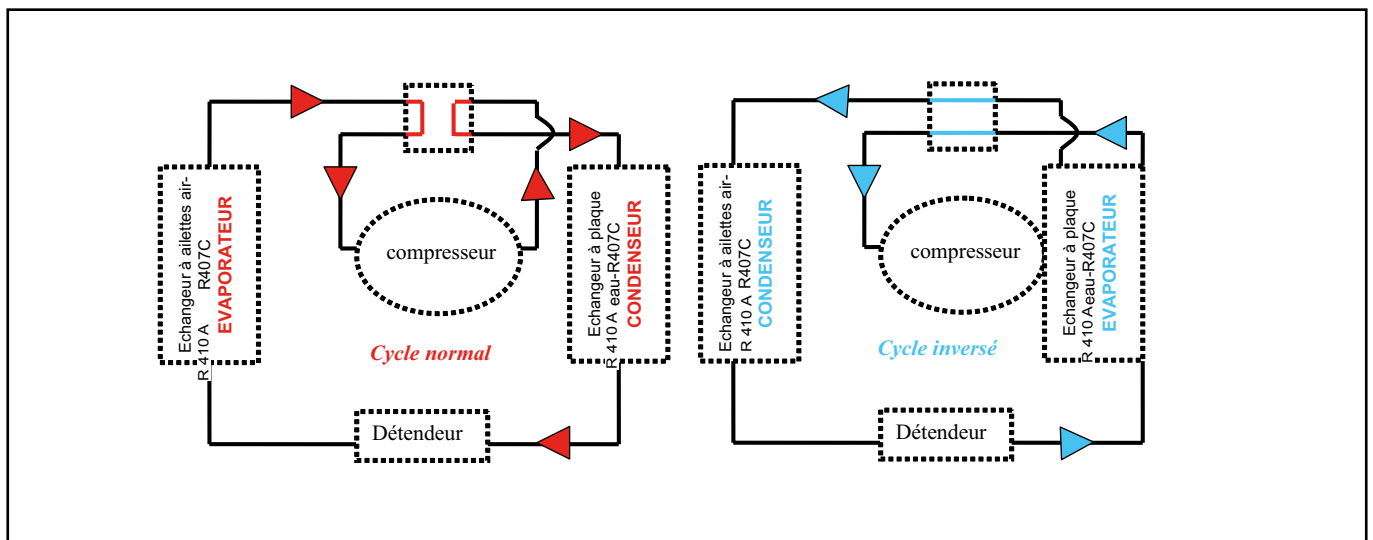 Echangeur à ailettes air-
R 410 A R407C
EVAPORATEUR
compresseur
Echangeur à plaque
R 410 A eau-R407C
CONDENSEUR
Cycle normal
Détendeur
Echangeur à ailettes air-
R 410 A R407C
CONDENSEUR
compresseur
Echangeur à plaque
R 410 Aeau-R407C
EVAPORATEUR
Cycle inversé
Détendeur